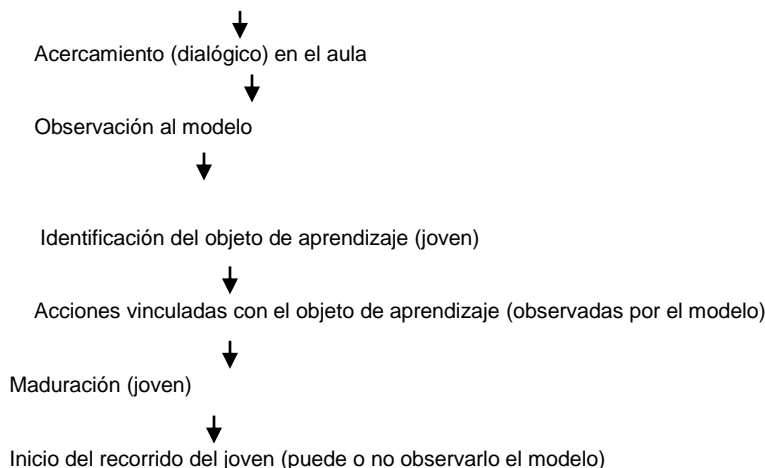 Acercamiento (dialógico) en el aula
Observación al modelo
Identificación del objeto de aprendizaje (joven)
Acciones vinculadas con el objeto de aprendizaje (observadas por el modelo)
Maduración (joven)
Inicio del recorrido del joven (puede o no observarlo el modelo)